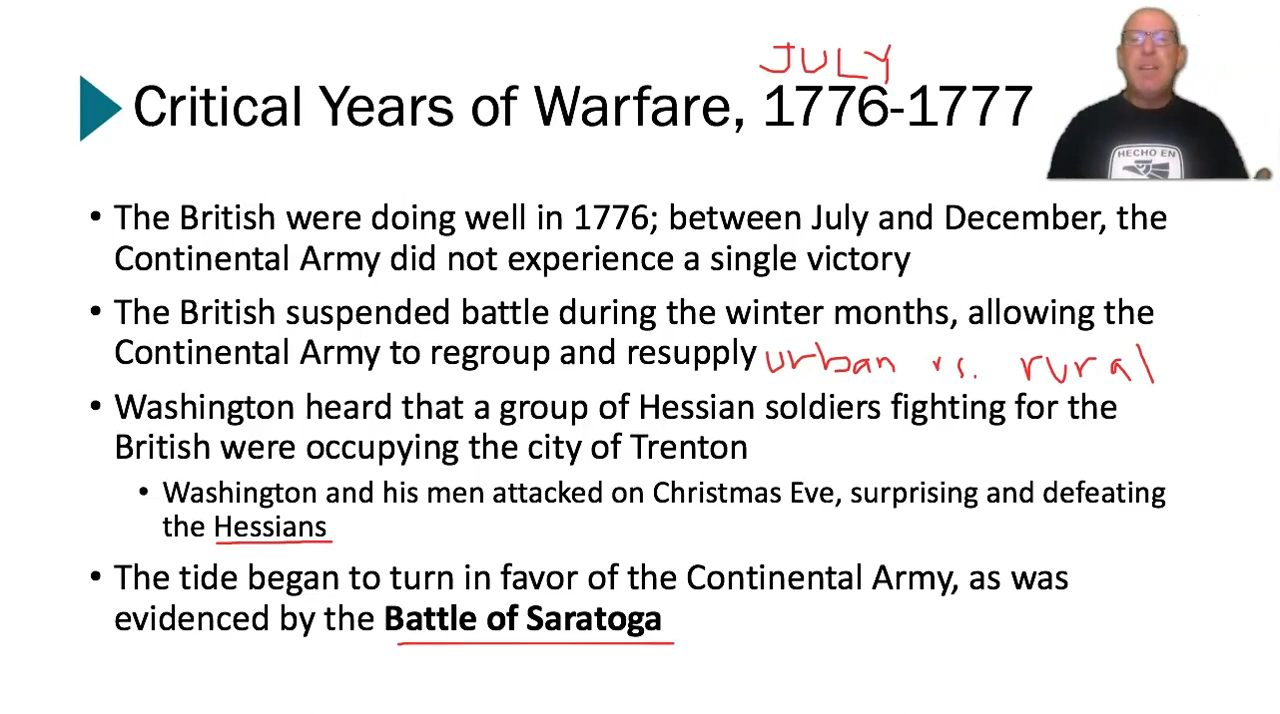 JULY
Critical Years of Warfare, 1776-1777
HECHO EN
• The British were doing well in 1776; between July and December, the
Continental Army did not experience a single victory
• The British suspended battle during the winter months, allowing the
Continental Army to regroup and resupply urban vs. rural
• Washington heard that a group of Hessian soldiers fighting for the
British were occupying the city of Trenton
• Washington and his men attacked on Christmas Eve, surprising and defeating
the Hessians
• The tide began to turn in favor of the Continental Army, as was
evidenced by the Battle of Saratoga